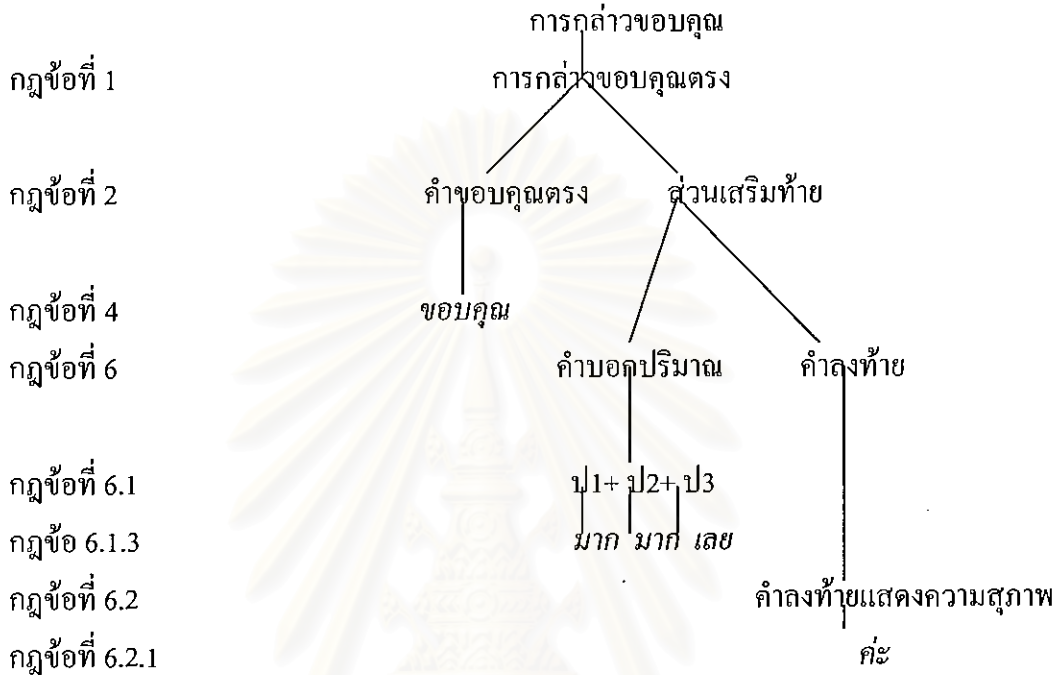 การกล่าวขอบคุณ
กฎข้อที่ 1 การกล่าวขอบคุณตรง
กฎข้อที่ 2 คำขอบคุณตรง ส่วนเสริมท้าย
กฎข้อที่ 4 ขอบคุณ
กฎข้อที่ 6 คำบอกปริมาณ คำลงท้าย
กฎข้อที่ 6.1 ป1+ ป2+ ป3
กฎข้อ 6.1.3 มาก มาก เลย
กฎข้อที่ 6.2 คำลงท้ายแสดงความสุภาพ
กฎข้อที่ 6.2.1 ค่ะ